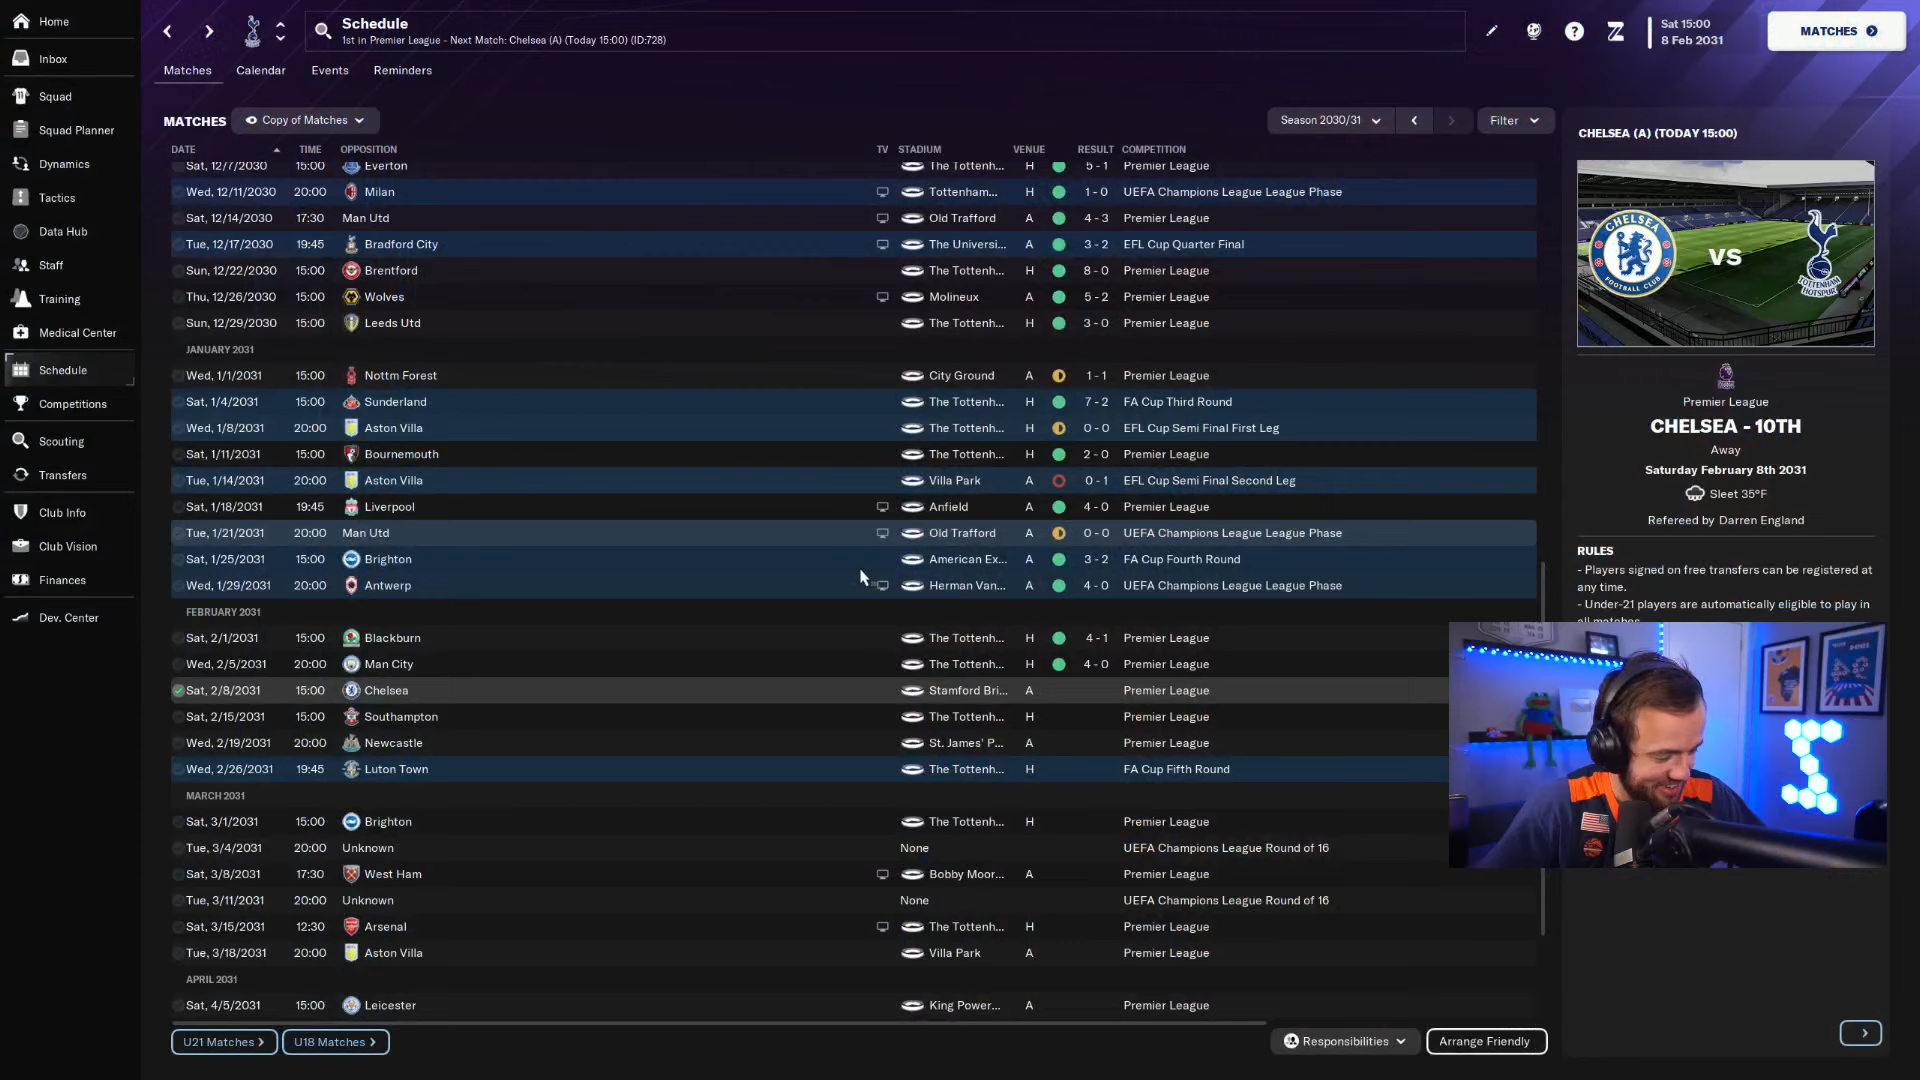 Home
Inbox
Squad
Squad Planner
Dynamics
Tactics
Data Hub
Staff
Training
Medical Center
Schedule
Competitions
Scouting
Transfers
Club Info
Club Vision
Finances
Dev. Center
Schedule
1st in Premier League - Next Match: Chelsea (A) (Today 15:00) (ID:728)
Sat 15:00
8 Feb 2031
MATCHES
Matches Calendar Events Reminders
MATCHES Copy of Matches Season 2030/31 Filter
DATE TIME OPPOSITION TV STADIUM VENUE RESULT COMPETITION
Sat, 12/7/2030 15:00 Everton The Tottenh... H 5 - 1 Premier League
Wed, 12/11/2030 20:00 Milan Tottenham... H 1 - 0 UEFA Champions League League Phase
Sat, 12/14/2030 17:30 Man Utd Old Trafford A 4 - 3 Premier League
Tue, 12/17/2030 19:45 Bradford City The Universi... A 3 - 2 EFL Cup Quarter Final
Sun, 12/22/2030 15:00 Brentford The Tottenh... H 8 - 0 Premier League
Thu, 12/26/2030 15:00 Wolves Molineux A 5 - 2 Premier League
Sun, 12/29/2030 15:00 Leeds Utd The Tottenh... H 3 - 0 Premier League
JANUARY 2031
Wed, 1/1/2031 15:00 Nottm Forest City Ground A 1 - 1 Premier League
Sat, 1/4/2031 15:00 Sunderland The Tottenh... H 7 - 2 FA Cup Third Round
Wed, 1/8/2031 20:00 Aston Villa The Tottenh... H 0 - 0 EFL Cup Semi Final First Leg
Sat, 1/11/2031 15:00 Bournemouth The Tottenh... H 2 - 0 Premier League
Tue, 1/14/2031 20:00 Aston Villa Villa Park A 0 - 1 EFL Cup Semi Final Second Leg
Sat, 1/18/2031 19:45 Liverpool Anfield A 4 - 0 Premier League
Tue, 1/21/2031 20:00 Man Utd Old Trafford A 0 - 0 UEFA Champions League League Phase
Sat, 1/25/2031 15:00 Brighton American Ex... A 3 - 2 FA Cup Fourth Round
Wed, 1/29/2031 20:00 Antwerp Herman Van... A 4 - 0 UEFA Champions League League Phase
FEBRUARY 2031
Sat, 2/1/2031 15:00 Blackburn The Tottenh... H 4 - 1 Premier League
Wed, 2/5/2031 20:00 Man City The Tottenh... H 4 - 0 Premier League
Sat, 2/8/2031 15:00 Chelsea Stamford Bri... A Premier League
Sat, 2/15/2031 15:00 Southampton The Tottenh... H Premier League
Wed, 2/19/2031 20:00 Newcastle St. James' P... A Premier League
Wed, 2/26/2031 19:45 Luton Town The Tottenh... H FA Cup Fifth Round
MARCH 2031
Sat, 3/1/2031 15:00 Brighton The Tottenh... H Premier League
Tue, 3/4/2031 20:00 Unknown None UEFA Champions League Round of 16
Sat, 3/8/2031 17:30 West Ham Bobby Moor... A Premier League
Tue, 3/11/2031 20:00 Unknown None UEFA Champions League Round of 16
Sat, 3/15/2031 12:30 Arsenal The Tottenh... H Premier League
Tue, 3/18/2031 20:00 Aston Villa Villa Park A Premier League
APRIL 2031
Sat, 4/5/2031 15:00 Leicester King Power... A Premier League
U21 Matches U18 Matches Responsibilities Arrange Friendly
CHELSEA (A) (TODAY 15:00)
CHELSEA
FOOTBALL CLUB
VS
TOTTENHAM
HOTSPUR
Premier League
CHELSEA - 10TH
Away
Saturday February 8th 2031
Sleet 35°F
Refereed by Darren England
RULES
- Players signed on free transfers can be registered at
any time.
- Under-21 players are automatically eligible to play in
all matches.